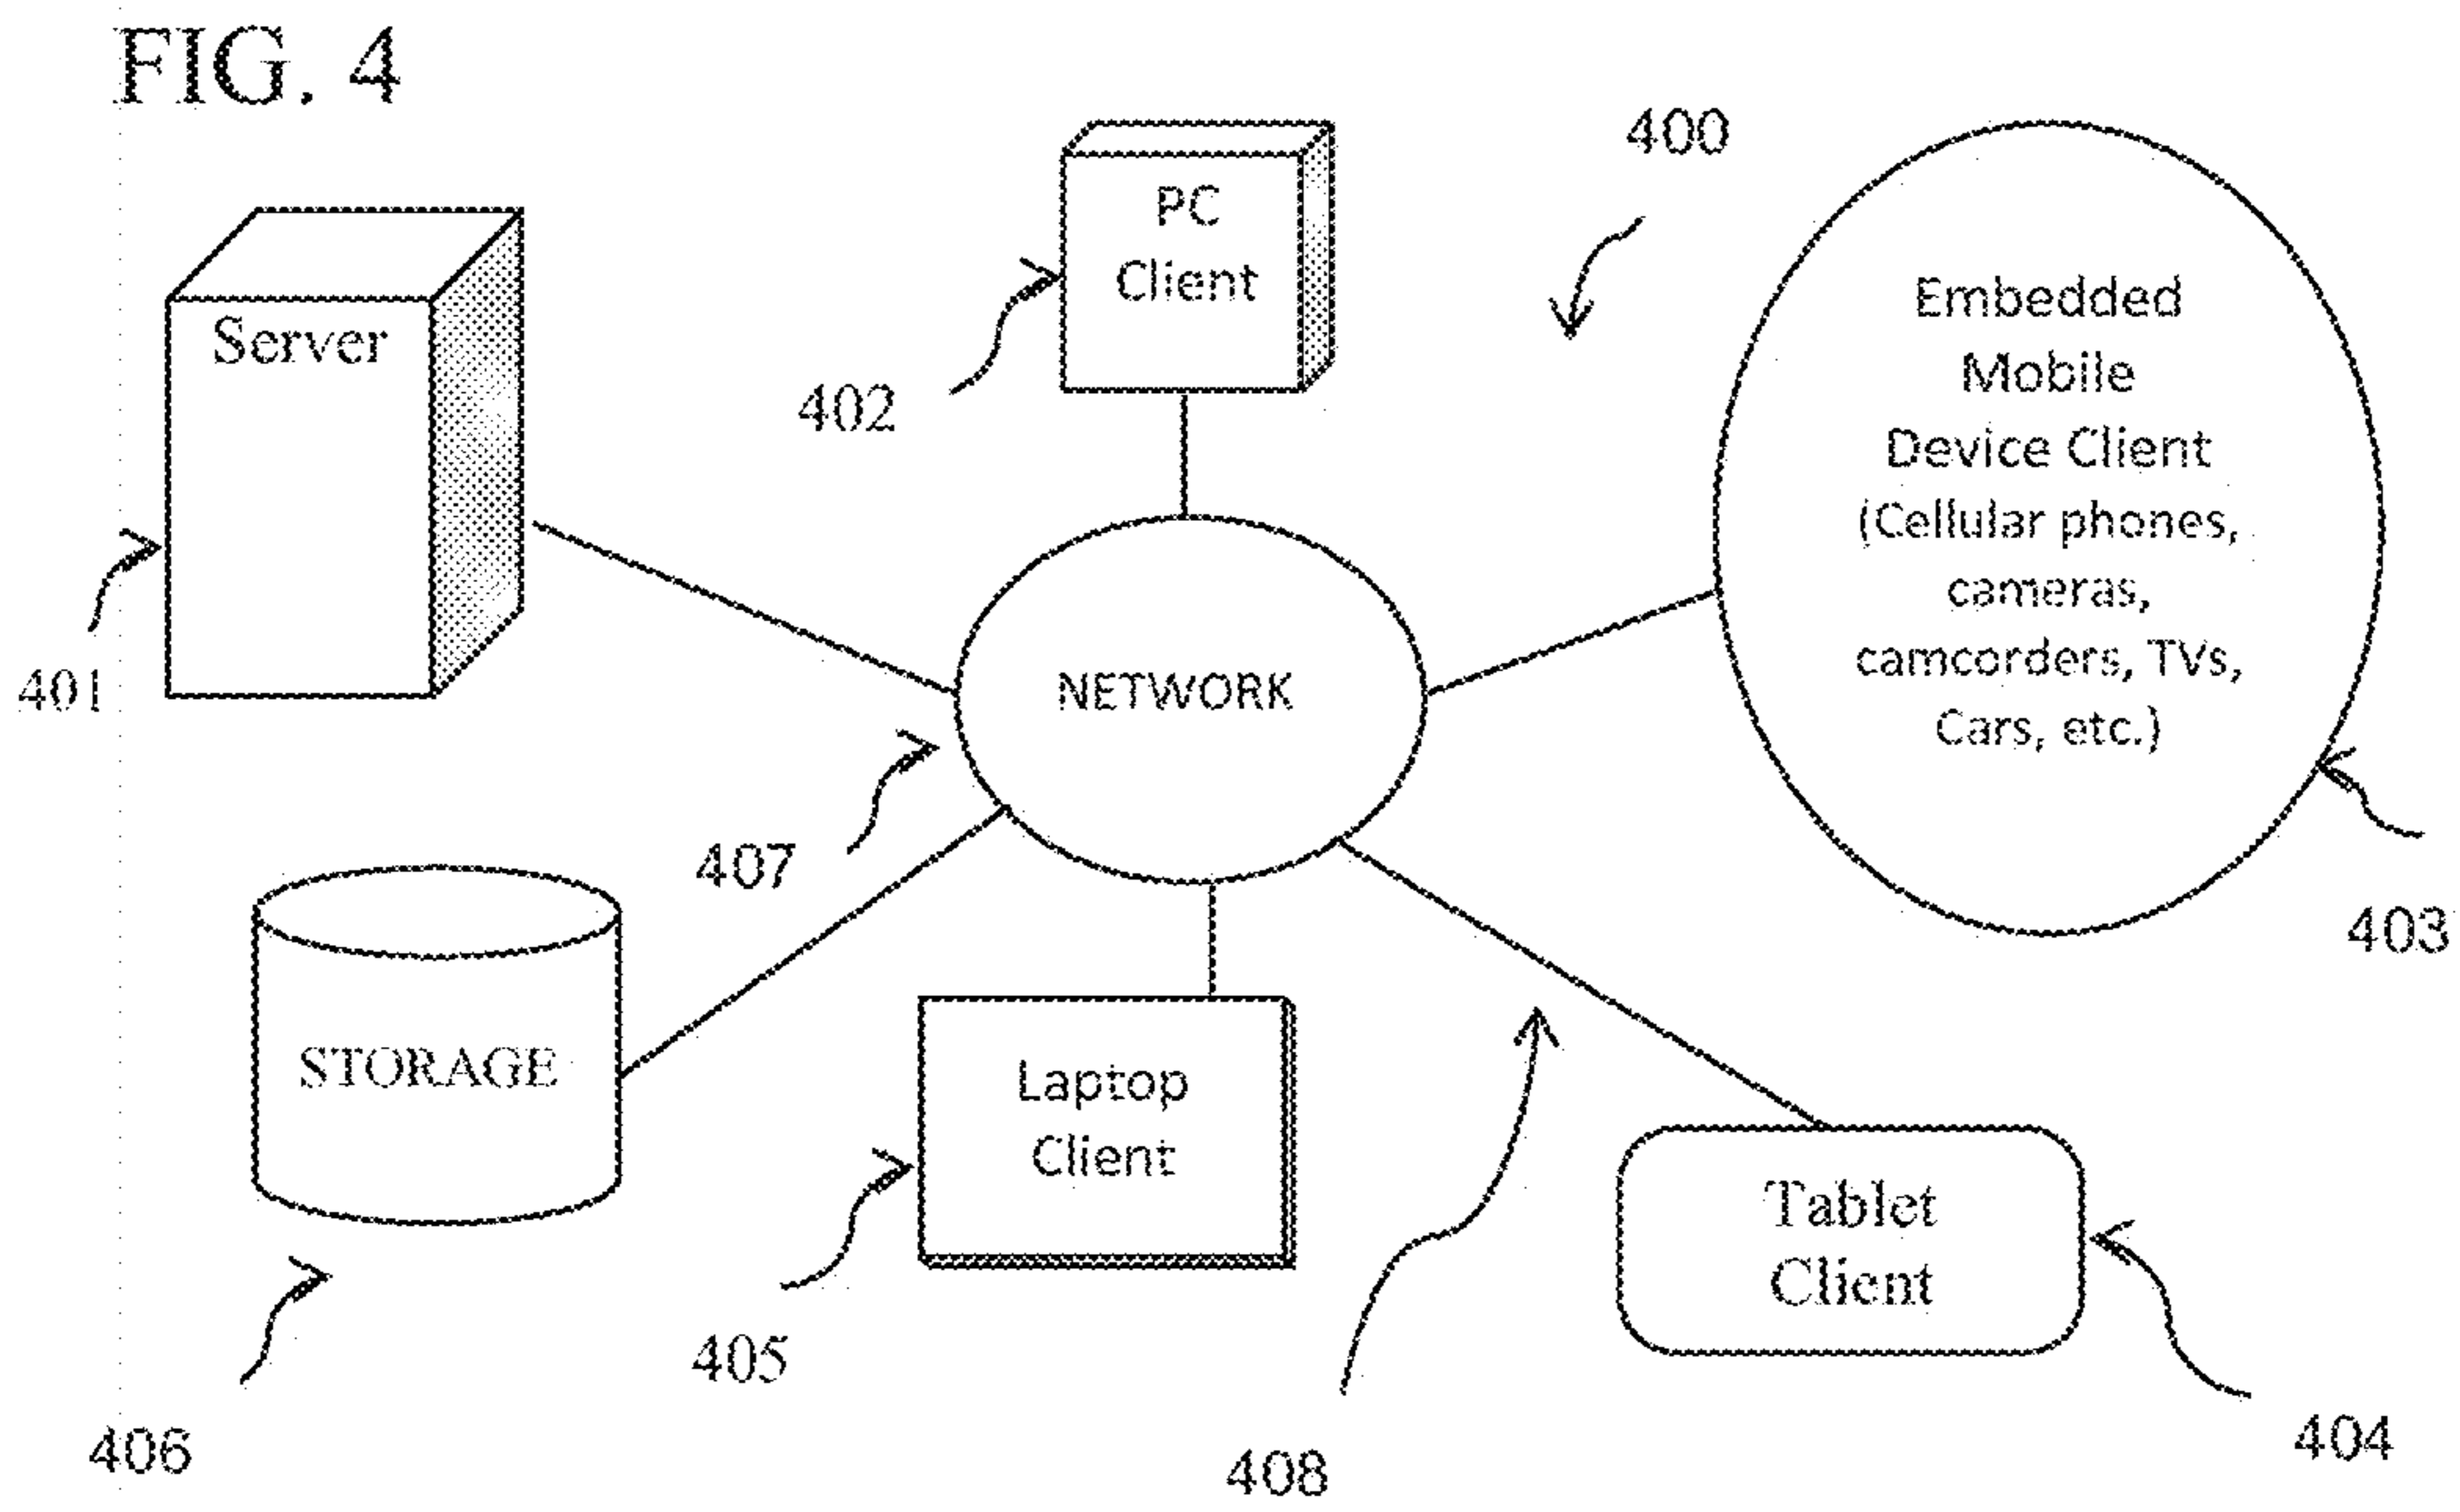 FIG. 4
400
PC
Client
402
Server
401
Embedded
Mobile
Device Client
(Cellular phones,
cameras,
camcorders, TVs,
Cars, etc.)
403
NETWORK
407
STORAGE
406
Laptop
Client
405
408
Tablet
Client
404